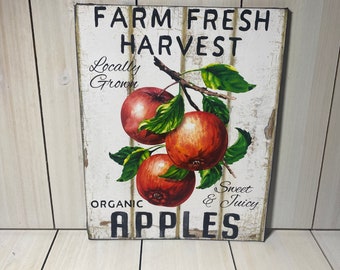 FARM FRESH
HARVEST
Locally
Grown
Sweet
& Juicy
ORGANIC
APPLES